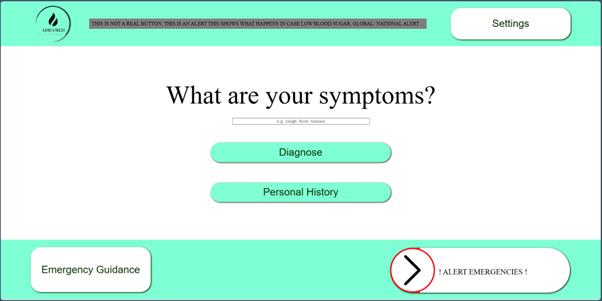 ADRAMED
THIS IS NOT A REAL BUTTON, THIS IS AN ALERT THIS SHOWS WHAT HAPPENS IN CASE LOW BLOOD SUGAR, GLOBAL/ NATIONAL ALERT ...
Settings
What are your symptoms?
e.g. cough, fever, nausea
Diagnose
Personal History
Emergency Guidance
! ALERT EMERGENCIES !